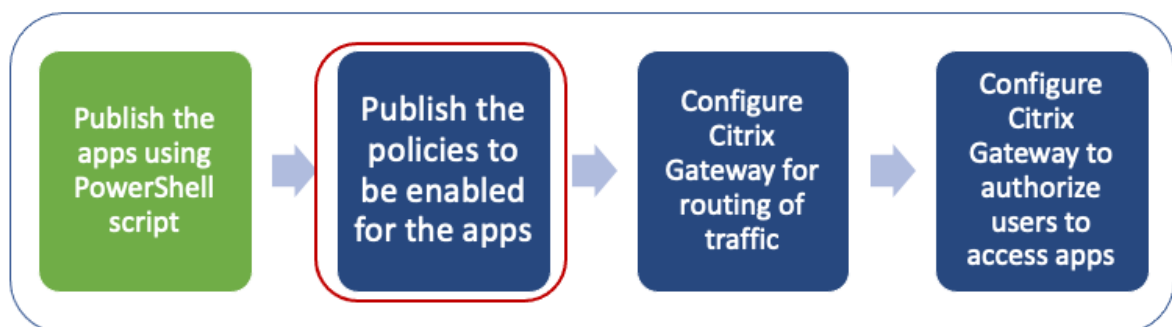 Publish the
apps using
PowerShell
script
Publish the
policies to
be enabled
for the apps
Configure
Citrix
Gateway for
routing of
traffic
Configure
Citrix
Gateway to
authorize
users to
access apps